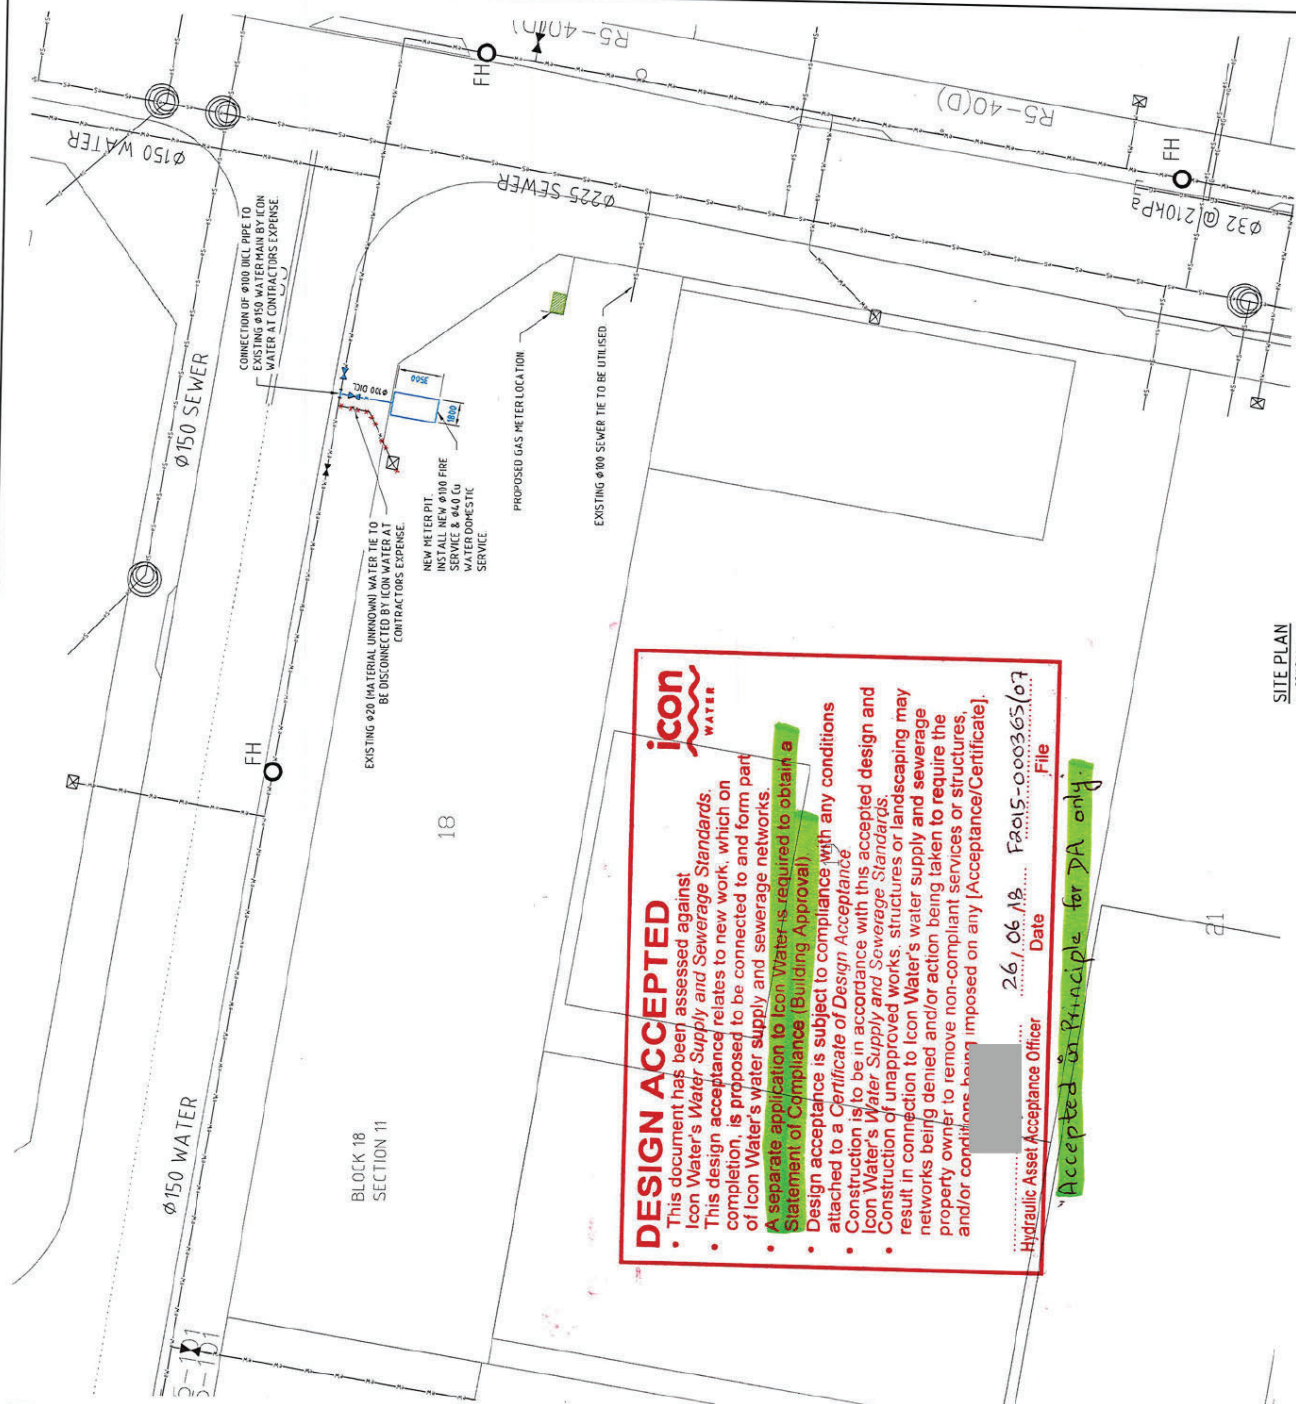 R5-40(D)
FH
R5-40(D)
FH
Ø150 WATER
Ø225 SEWER
Ø32 @ 210kPa
CONNECTION OF Ø100 DICL PIPE TO
EXISTING Ø150 WATER MAIN BY ICON
WATER AT CONTRACTORS EXPENSE.
Ø150 SEWER
Ø100 DICL
3500
1800
PROPOSED GAS METER LOCATION
EXISTING Ø100 SEWER TIE TO BE UTILISED
NEW METER PIT.
INSTALL NEW Ø100 FIRE
SERVICE & Ø40 Cu
WATER DOMESTIC
SERVICE.
EXISTING Ø20 (MATERIAL UNKNOWN) WATER TIE TO
BE DISCONNECTED BY ICON WATER AT
CONTRACTORS EXPENSE.
FH
18
Ø150 WATER
BLOCK 18
SECTION 11
21
SITE PLAN
icon
WATER
DESIGN ACCEPTED
• This document has been assessed against
Icon Water's Water Supply and Sewerage Standards.
• This design acceptance relates to new work, which on
completion, is proposed to be connected to and form part
of Icon Water's water supply and sewerage networks.
• A separate application to Icon Water is required to obtain a
Statement of Compliance (Building Approval).
• Design acceptance is subject to compliance with any conditions
attached to a Certificate of Design Acceptance.
• Construction is to be in accordance with this accepted design and
Icon Water's Water Supply and Sewerage Standards.
• Construction of unapproved works, structures or landscaping may
result in connection to Icon Water's water supply and sewerage
networks being denied and/or action being taken to require the
property owner to remove non-compliant services or structures,
and/or conditions being imposed on any [Acceptance/Certificate].
26/06/18 F2015-000365/07
Hydraulic Asset Acceptance Officer Date File
"Accepted in Principle for DA only.